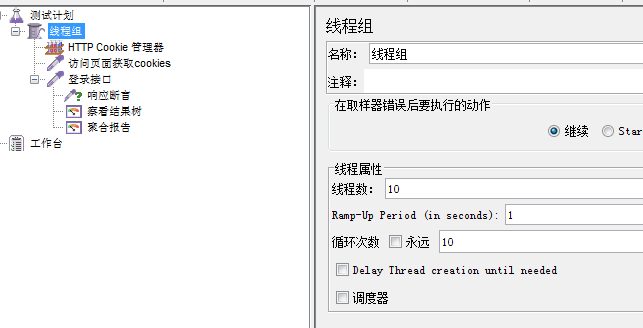 测试计划
线程组
HTTP Cookie 管理器
访问页面获取cookies
登录接口
响应断言
察看结果树
聚合报告
工作台
线程组
名称： 线程组
注释：
在取样器错误后要执行的动作
继续 Star
线程属性
线程数： 10
Ramp-Up Period (in seconds): 1
循环次数 永远 10
Delay Thread creation until needed
调度器